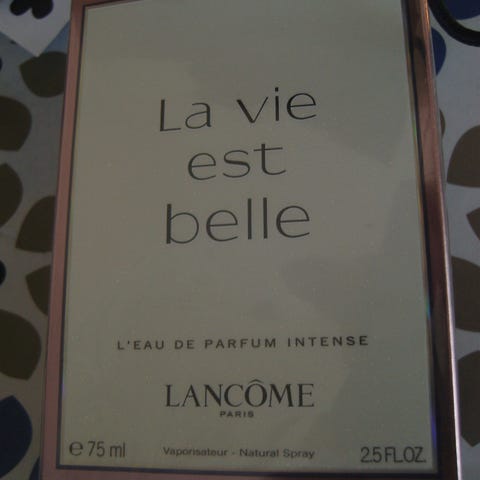 La vie
est
belle
L'EAU DE PARFUM INTENSE
LANCÔME
PARIS
e 75 ml Vaporisateur - Natural Spray 2.5 FL.OZ.